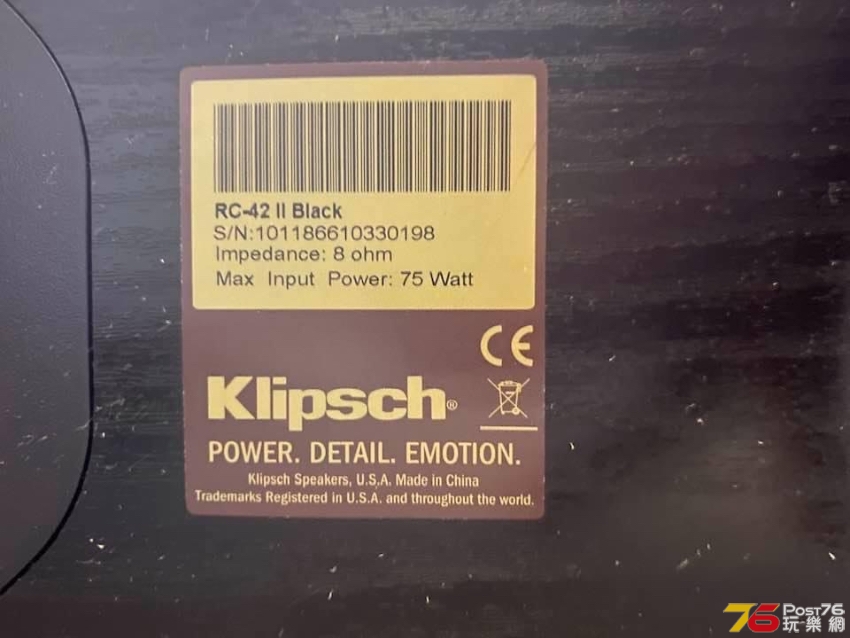 RC-42 II Black
S/N:101186610330198
Impedance: 8 ohm
Max Input Power: 75 Watt
CE
Klipsch®
POWER. DETAIL. EMOTION.
Klipsch Speakers, U.S.A. Made in China
Trademarks Registered in U.S.A. and throughout the world.
76 Post76
玩樂網